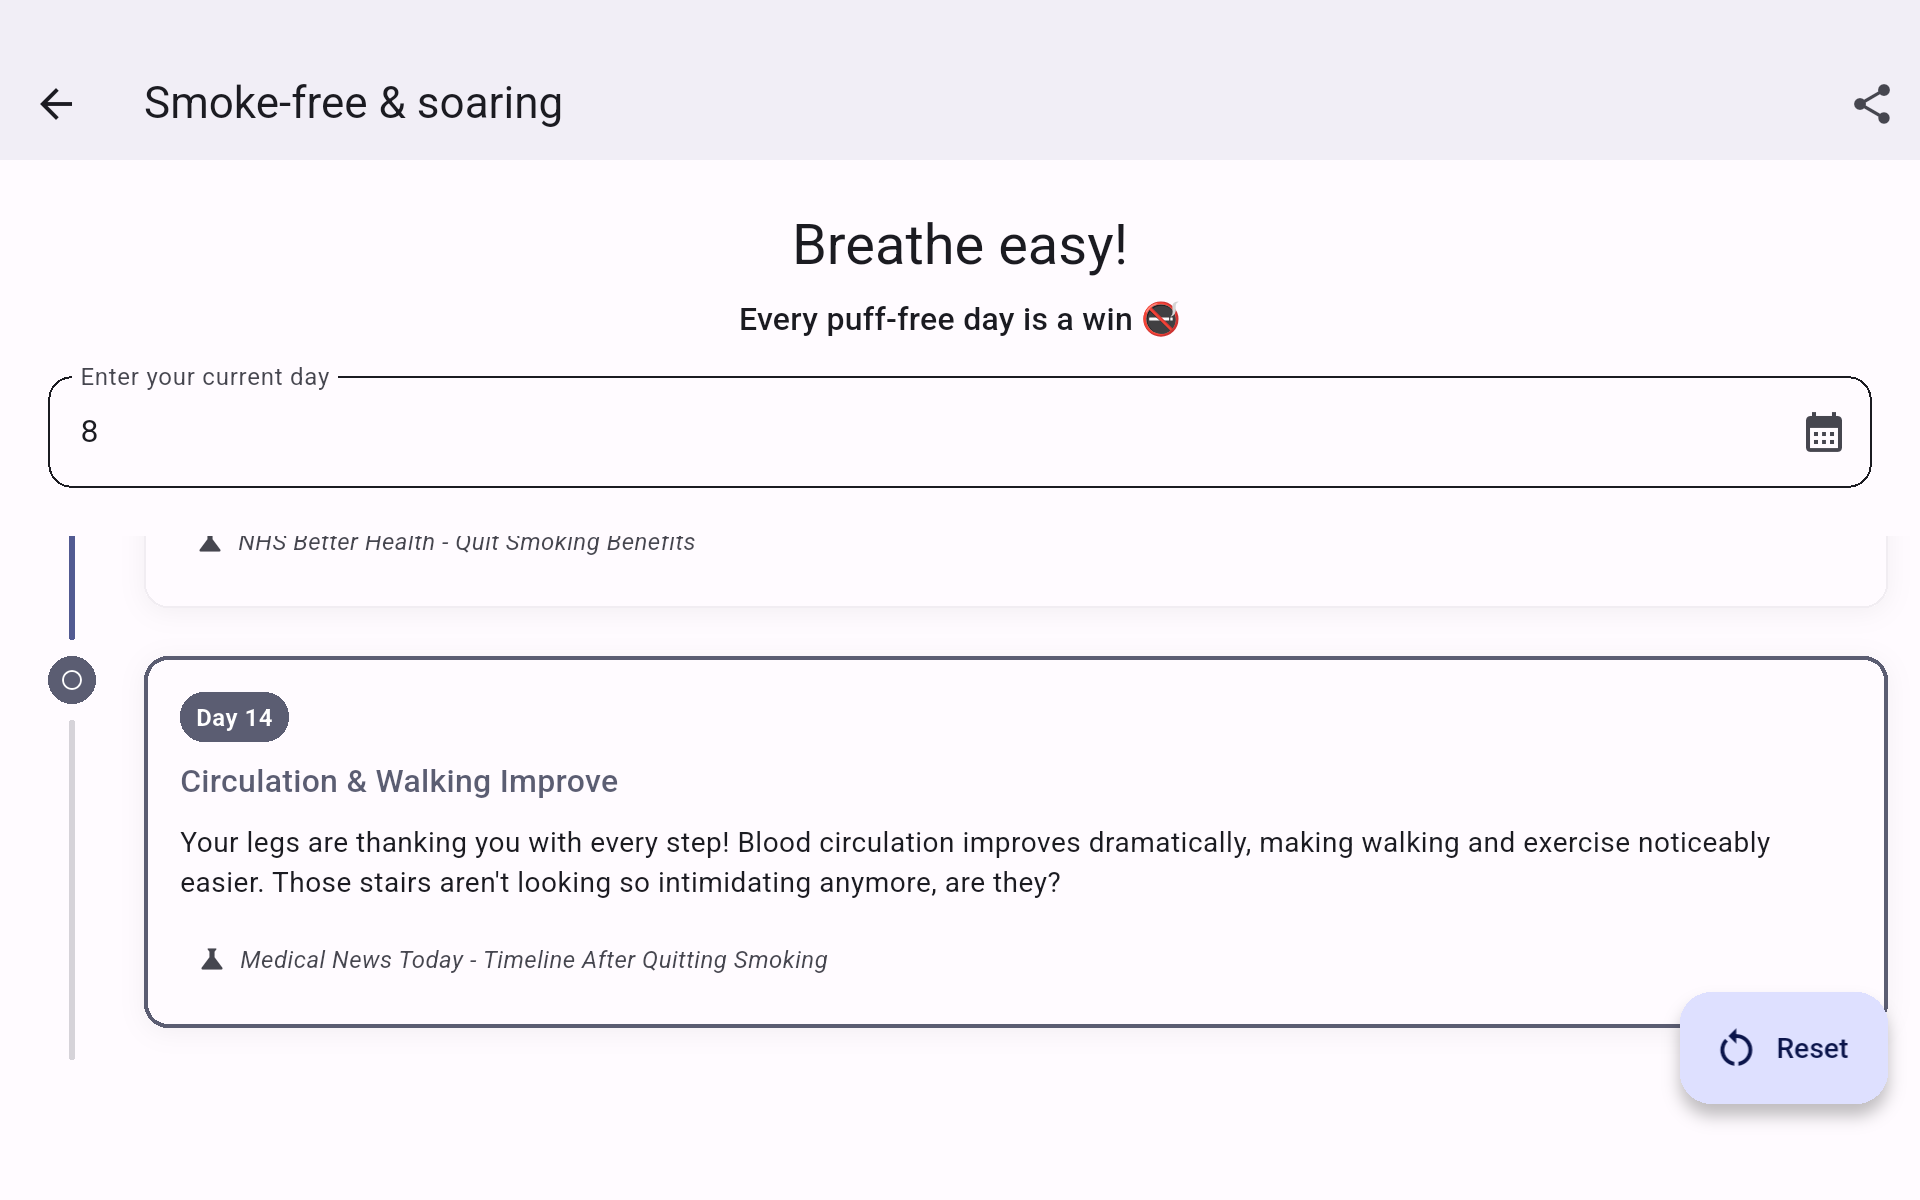 Smoke-free & soaring
Breathe easy!
Every puff-free day is a win 🚭
Enter your current day
8
NHS Better Health - Quit Smoking Benefits
Day 14
Circulation & Walking Improve
Your legs are thanking you with every step! Blood circulation improves dramatically, making walking and exercise noticeably
easier. Those stairs aren't looking so intimidating anymore, are they?
Medical News Today - Timeline After Quitting Smoking
Reset